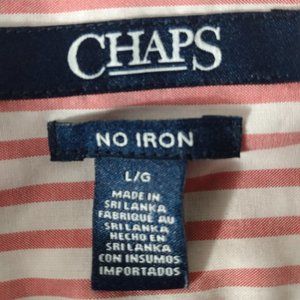 CHAPS
NO IRON
L/G
MADE IN
SRI LANKA
FABRIQUÉ AU
SRI LANKA
HECHO EN
SRI LANKA
CON INSUMOS
IMPORTADOS